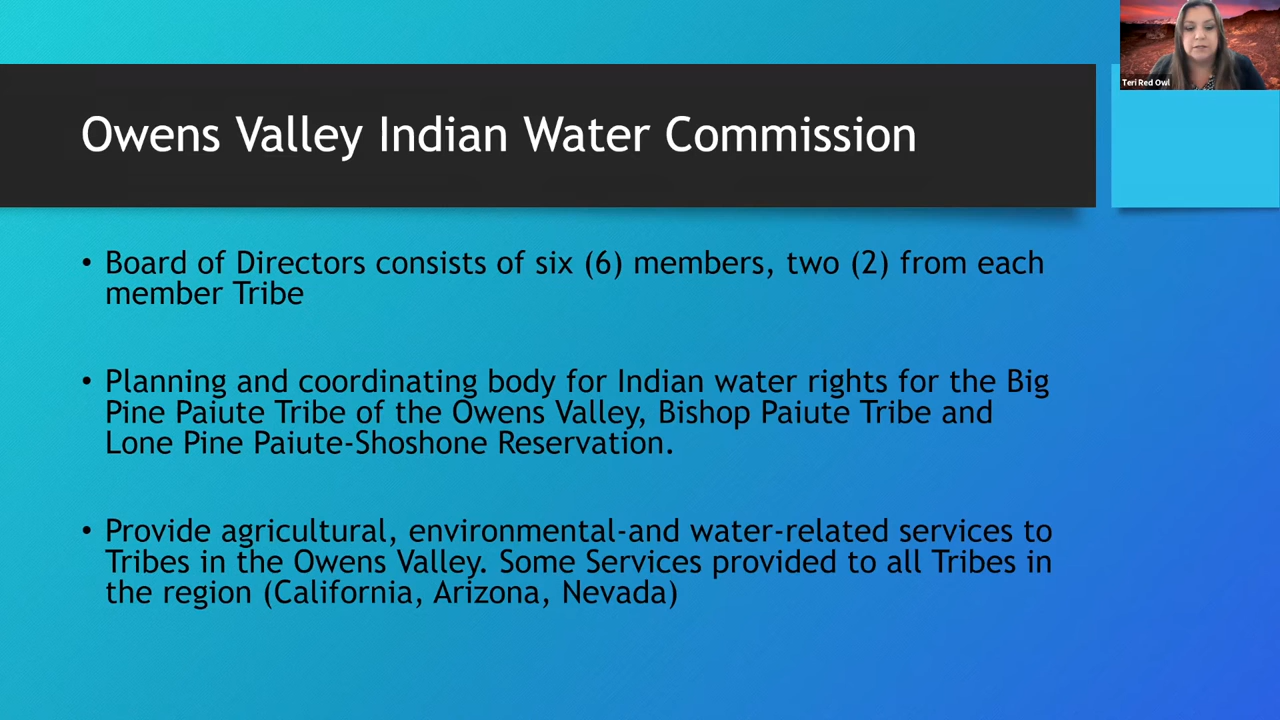 Teri Red Owl
Owens Valley Indian Water Commission
• Board of Directors consists of six (6) members, two (2) from each
member Tribe
• Planning and coordinating body for Indian water rights for the Big
Pine Paiute Tribe of the Owens Valley, Bishop Paiute Tribe and
Lone Pine Paiute-Shoshone Reservation.
• Provide agricultural, environmental-and water-related services to
Tribes in the Owens Valley. Some Services provided to all Tribes in
the region (California, Arizona, Nevada)